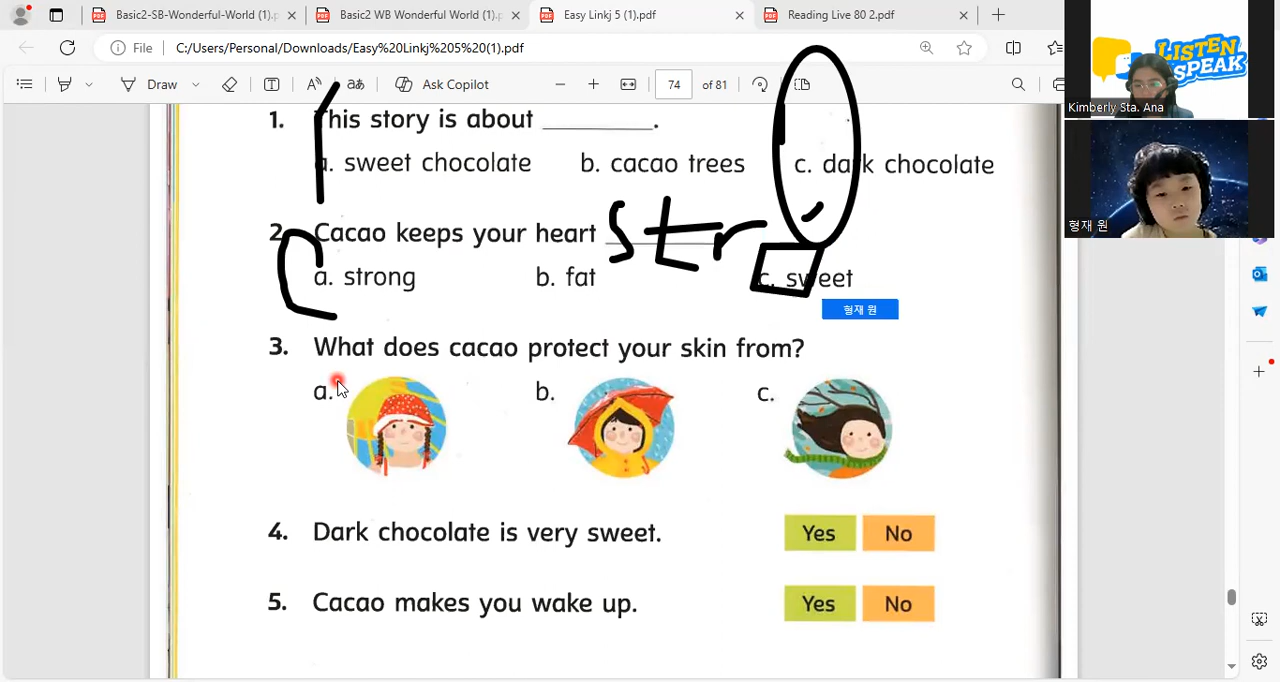 Basic2-SB-Wonderful-World (1).p
Basic2 WB Wonderful World (1).p
Easy Linkj 5 (1).pdf
Reading Live 80 2.pdf
File
C:/Users/Personal/Downloads/Easy%20Linkj%205%20(1).pdf
Draw
aあ
Ask Copilot
74 of 81
LISTEN
SPEAK
Kimberly Sta. Ana
형재 원
1. This story is about _________.
a. sweet chocolate b. cacao trees c. dark chocolate
2. Cacao keeps your heart _________
str
a. strong b. fat c. sweet
형재 원
3. What does cacao protect your skin from?
a. b. c.
4. Dark chocolate is very sweet. Yes No
5. Cacao makes you wake up. Yes No